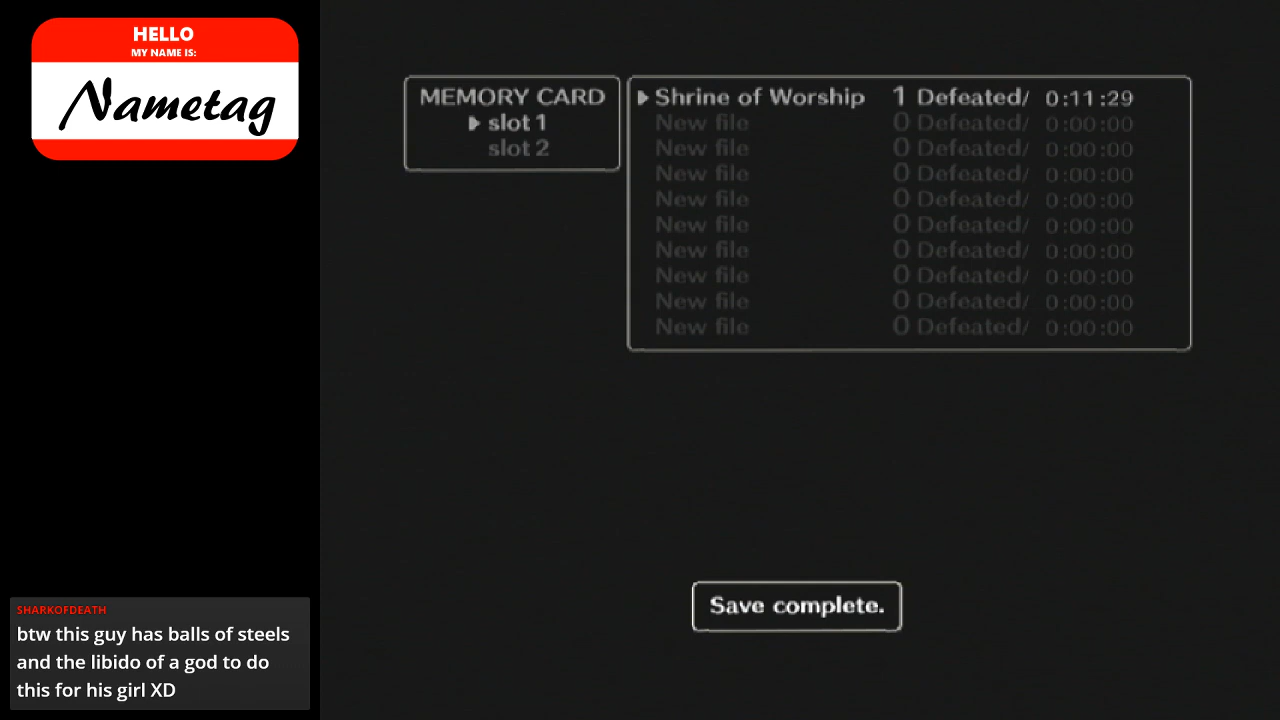 HELLO
MY NAME IS:
Nametag
MEMORY CARD
slot 1
slot 2
Shrine of Worship 1 Defeated/ 0:11:29
New file 0 Defeated/ 0:00:00
New file 0 Defeated/ 0:00:00
New file 0 Defeated/ 0:00:00
New file 0 Defeated/ 0:00:00
New file 0 Defeated/ 0:00:00
New file 0 Defeated/ 0:00:00
New file 0 Defeated/ 0:00:00
New file 0 Defeated/ 0:00:00
New file 0 Defeated/ 0:00:00
Save complete.
SHARKOFDEATH
btw this guy has balls of steels
and the libido of a god to do
this for his girl XD